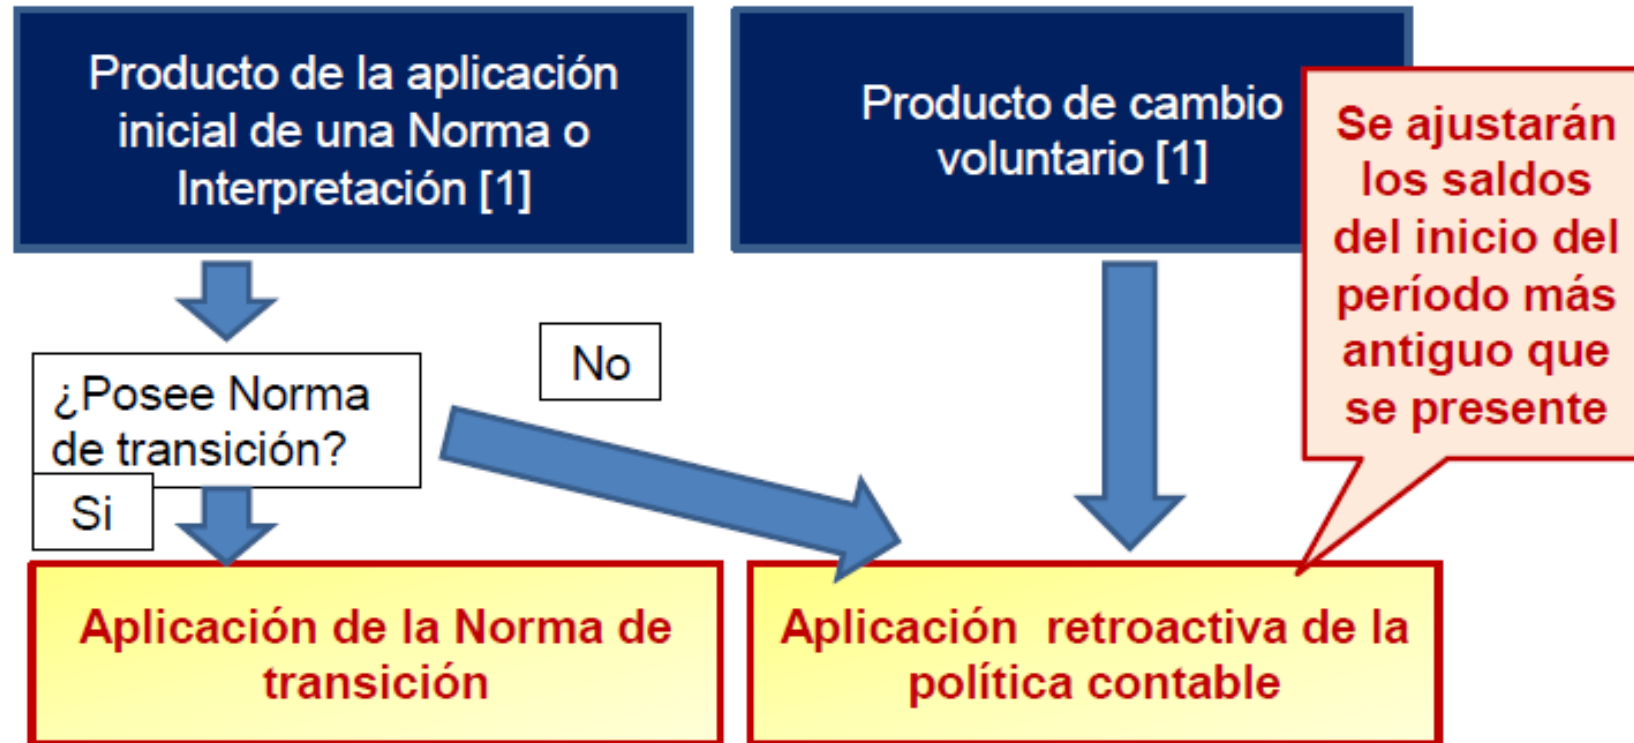 Producto de la aplicación
inicial de una Norma o
Interpretación [1]
Producto de cambio
voluntario [1]
Se ajustarán
los saldos
del inicio del
período más
antiguo que
se presente
¿Posee Norma
de transición?
No
Si
Aplicación de la Norma de
transición
Aplicación retroactiva de la
política contable